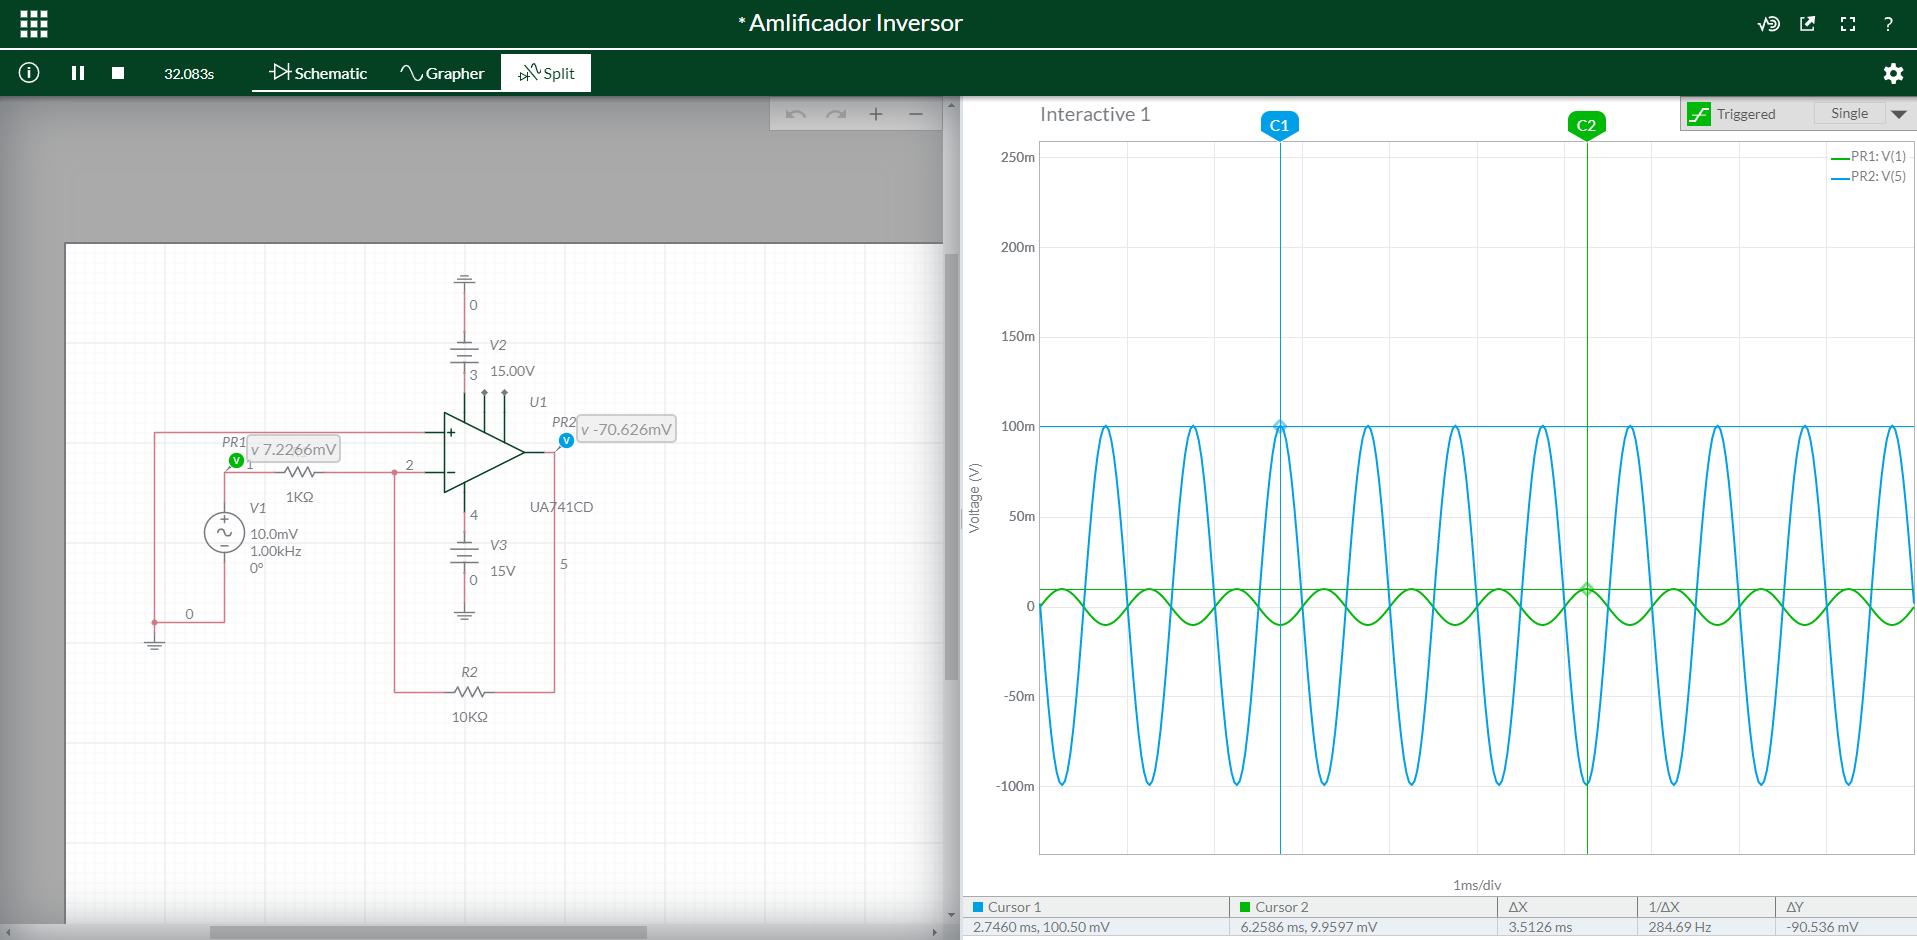 * Amlificador Inversor
?
32.083s
Schematic
Grapher
Split
Interactive 1
C1
C2
Triggered
Single
PR1: V(1)
PR2: V(5)
250m
200m
150m
100m
50m
0
-50m
-100m
Voltage (V)
1ms/div
0
V2
15.00V
3
U1
+
PR2
V
v -70.626mV
PR1
V
v 7.2266mV
1
2
1KΩ
V1
10.0mV
1.00kHz
0°
UA741CD
4
V3
15V
5
0
0
R2
10KΩ
Cursor 1
Cursor 2
ΔX
1/ΔX
ΔY
2.7460 ms, 100.50 mV
6.2586 ms, 9.9597 mV
3.5126 ms
284.69 Hz
-90.536 mV